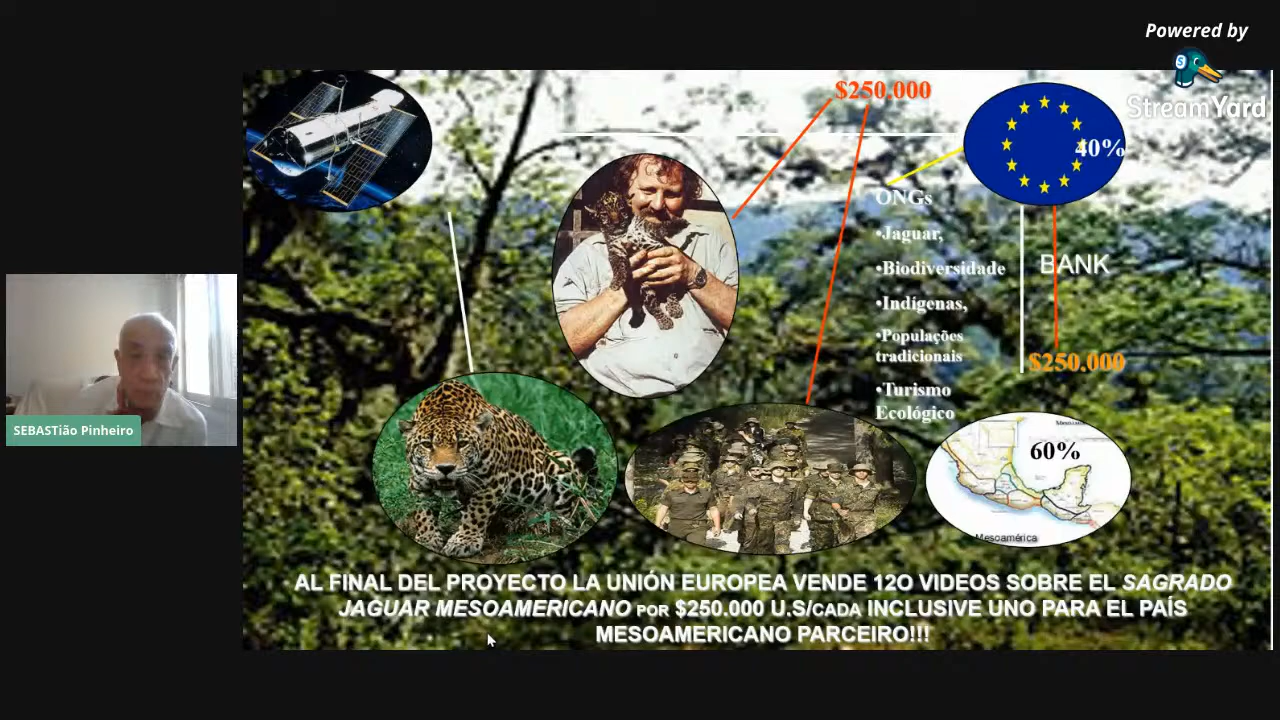 Powered by
StreamYard
$250.000
40%
ONGs
•Jaguar,
•Biodiversidade
•Indígenas,
•Populações
tradicionais
•Turismo
Ecológico
BANK
$250.000
60%
Mesoamérica
SEBASTião Pinheiro
AL FINAL DEL PROYECTO LA UNIÓN EUROPEA VENDE 12O VIDEOS SOBRE EL SAGRADO
JAGUAR MESOAMERICANO POR $250.000 U.S/CADA INCLUSIVE UNO PARA EL PAÍS
MESOAMERICANO PARCEIRO!!!